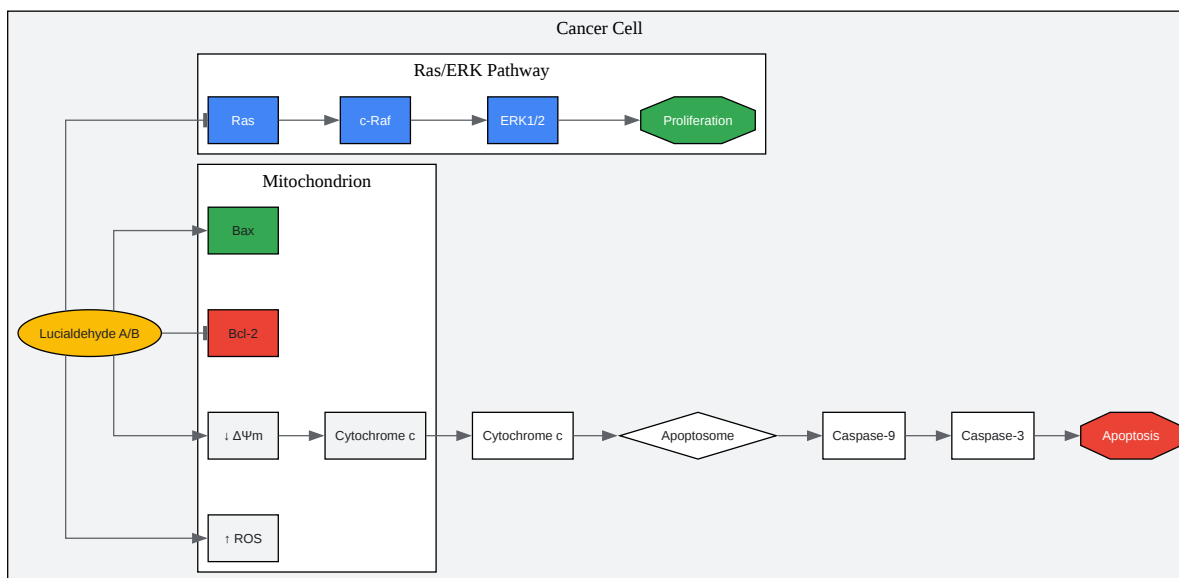 Cancer Cell
Ras/ERK Pathway
Ras
c-Raf
ERK1/2
Proliferation
Mitochondrion
Bax
Lucialdehyde A/B
Bcl-2
↓ ΔΨm
Cytochrome c
Cytochrome c
Apoptosome
Caspase-9
Caspase-3
Apoptosis
↑ ROS